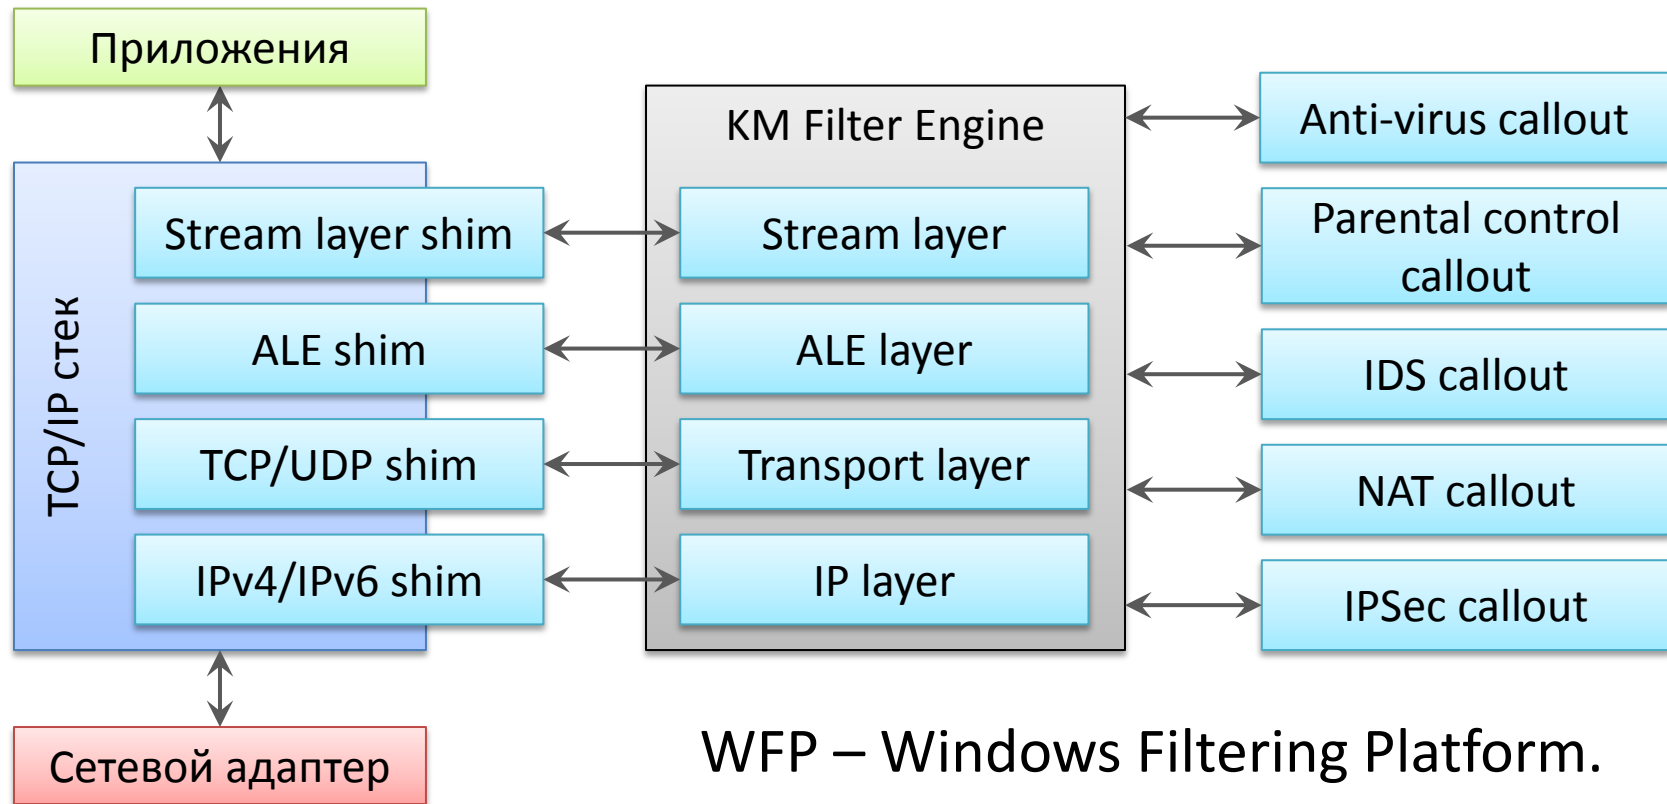 Приложения
TCP/IP стек
Stream layer shim
ALE shim
TCP/UDP shim
IPv4/IPv6 shim
Сетевой адаптер
KM Filter Engine
Stream layer
ALE layer
Transport layer
IP layer
Anti-virus callout
Parental control
callout
IDS callout
NAT callout
IPSec callout
WFP – Windows Filtering Platform.